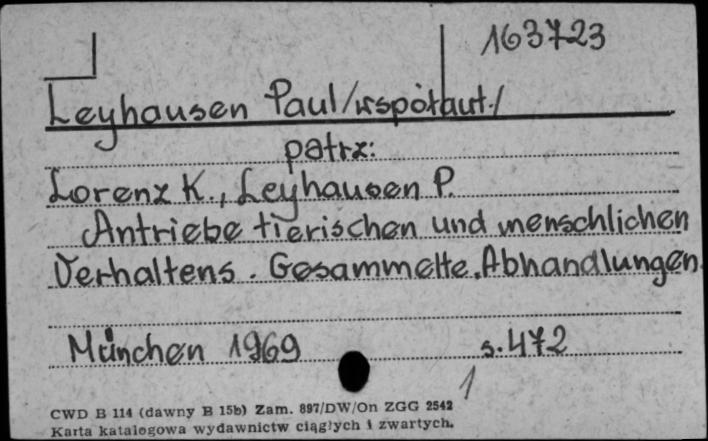 163723
Leyhausen Paul/współaut./
patrz:
Lorenz K., Leyhausen P.
Antriebe tierischen und menschlichen
Verhaltens. Gesammelte Abhandlungen.
München 1969 s. 472
1
CWD B 114 (dawny B 15b) Zam. 897/DW/On ZGG 2542
Karta katalogowa wydawnictw ciągłych i zwartych.